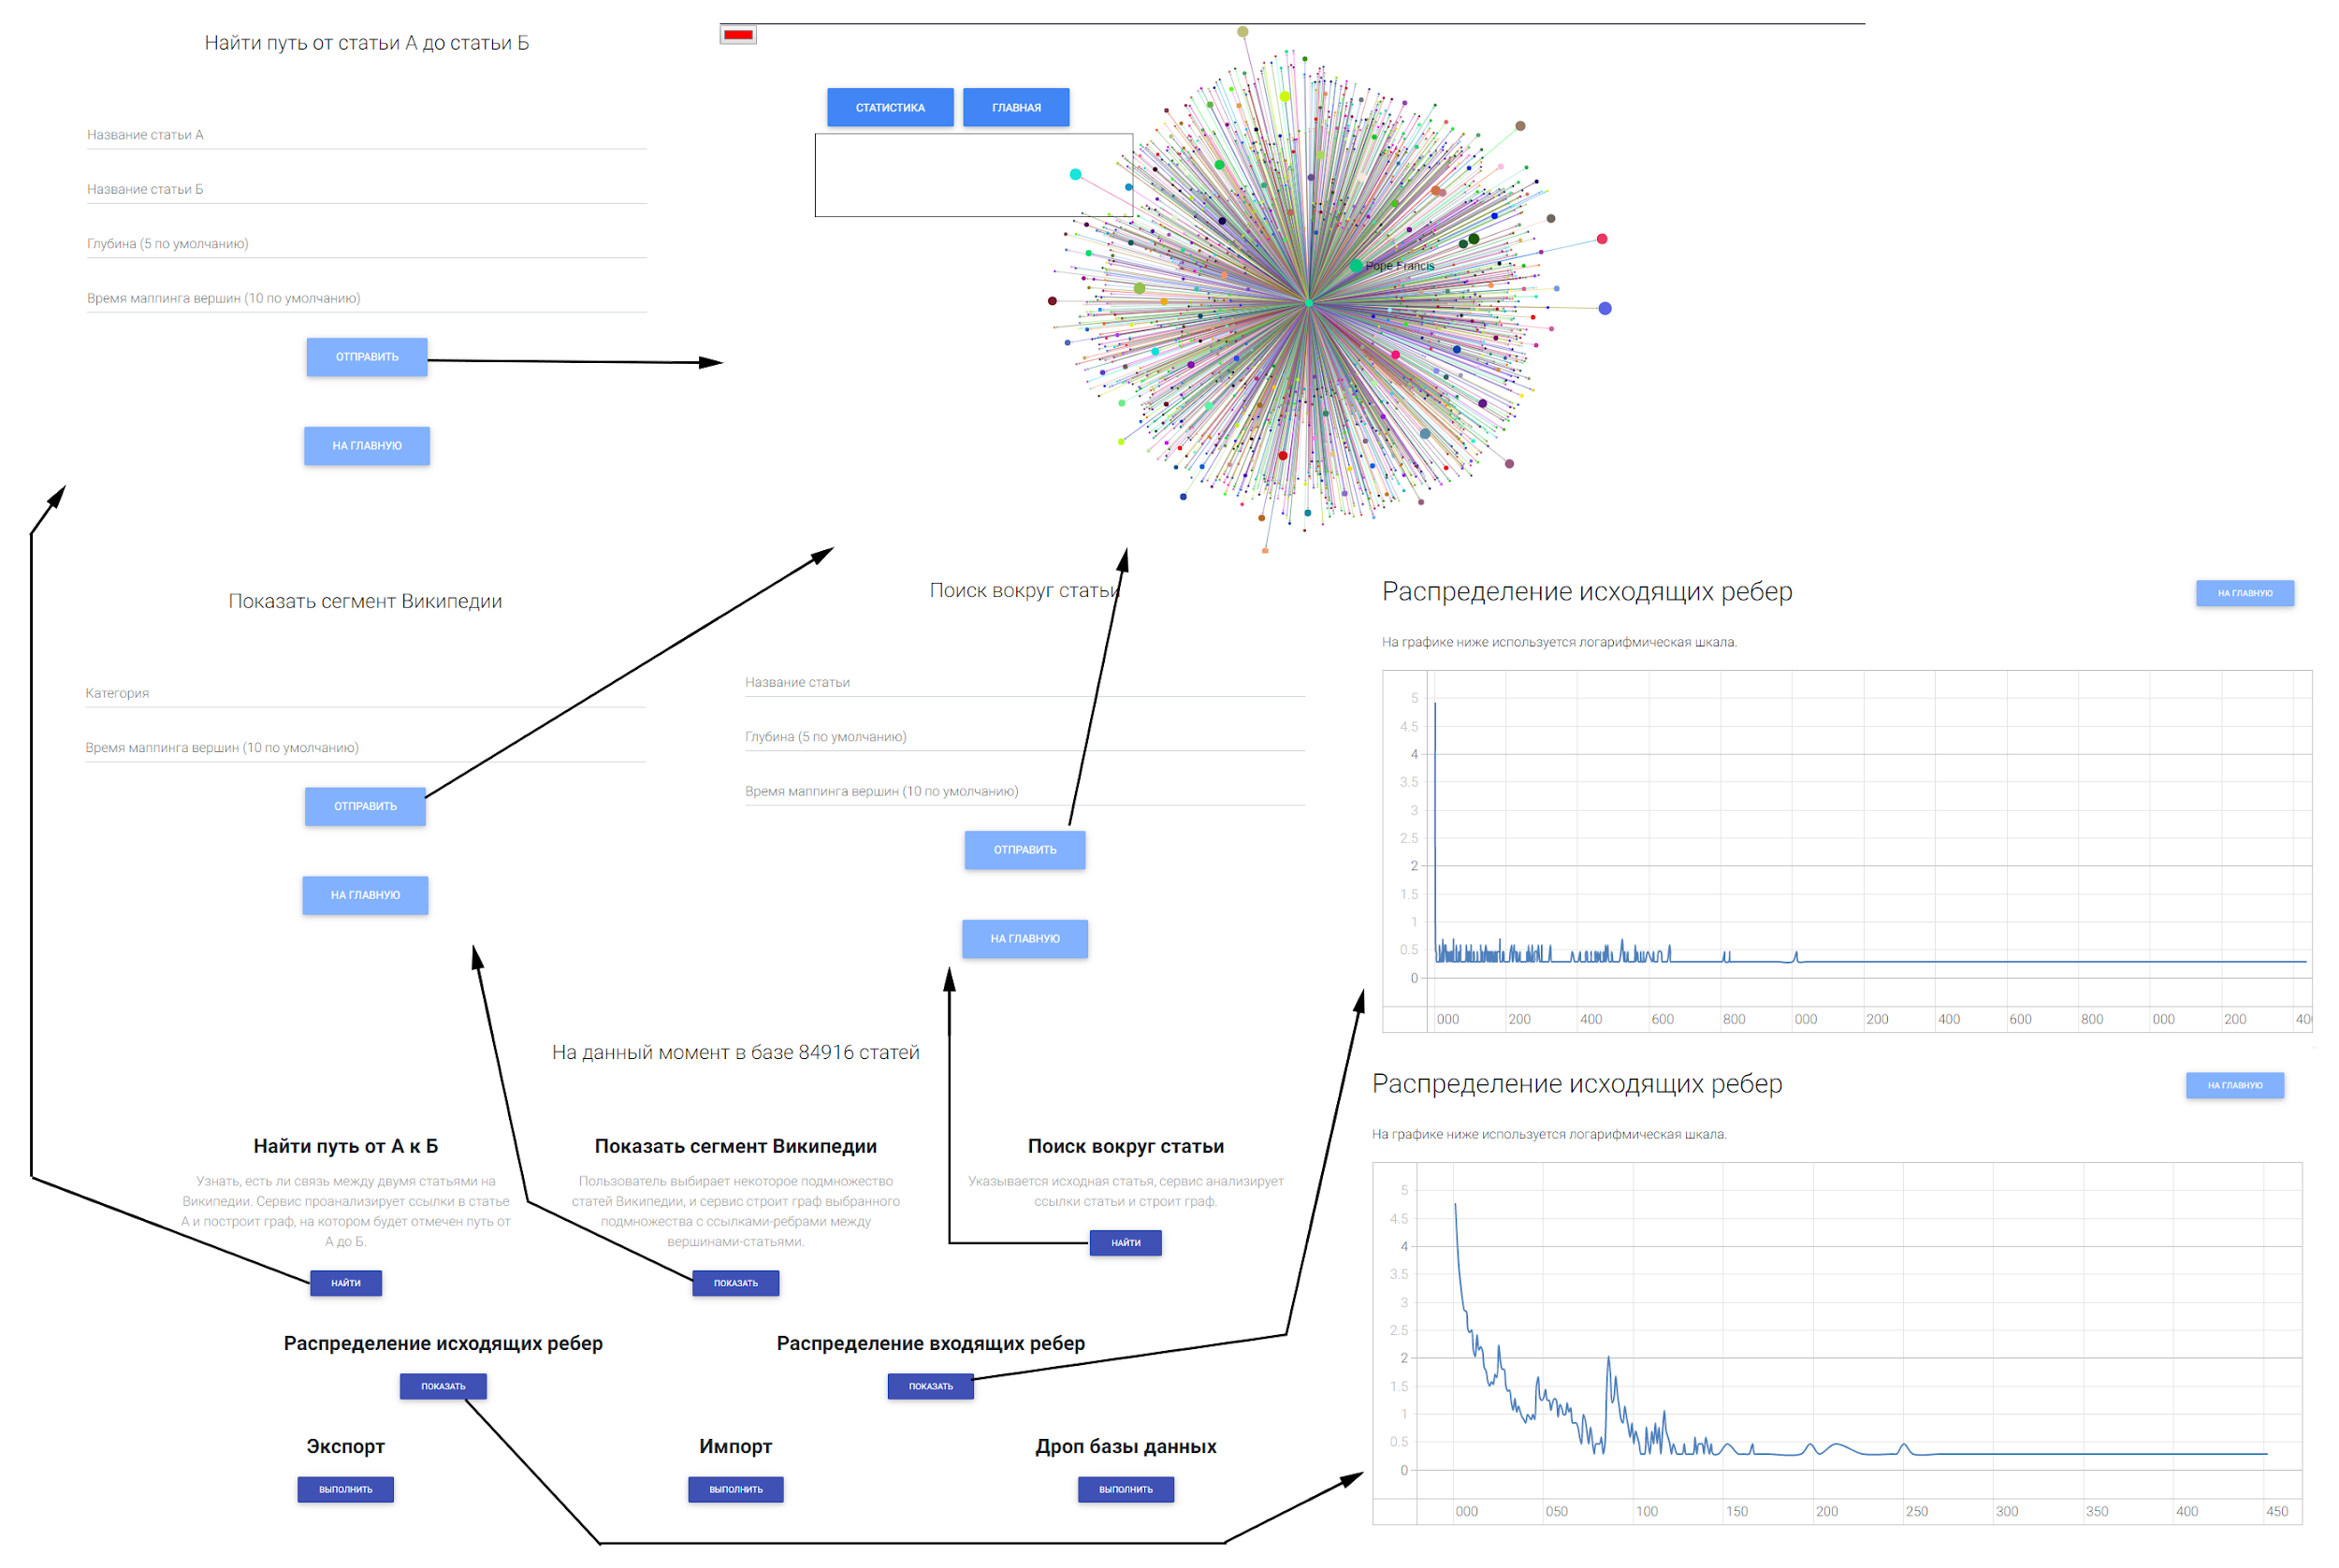 Найти путь от статьи А до статьи Б
Название статьи А
Название статьи Б
Глубина (5 по умолчанию)
Время маппинга вершин (10 по умолчанию)
ОТПРАВИТЬ
НА ГЛАВНУЮ
СТАТИСТИКА
ГЛАВНАЯ
Pope Francis
Показать сегмент Википедии
Категория
Время маппинга вершин (10 по умолчанию)
ОТПРАВИТЬ
НА ГЛАВНУЮ
Поиск вокруг статьи
Название статьи
Глубина (5 по умолчанию)
Время маппинга вершин (10 по умолчанию)
ОТПРАВИТЬ
НА ГЛАВНУЮ
Распределение исходящих ребер
НА ГЛАВНУЮ
На графике ниже используется логарифмическая шкала.
5
4.5
4
3.5
3
2.5
2
1.5
1
0.5
0
000 200 400 600 800 000 200 400 600 800 000 200 40
На данный момент в базе 84916 статей
Найти путь от А к Б
Узнать, есть ли связь между двумя статьями на
Википедии. Сервис проанализирует ссылки в статье
А и построит граф, на котором будет отмечен путь от
А до Б.
НАЙТИ
Показать сегмент Википедии
Пользователь выбирает некоторое подмножество
статей Википедии, и сервис строит граф выбранного
подмножества с ссылками-ребрами между
вершинами-статьями.
ПОКАЗАТЬ
Поиск вокруг статьи
Указывается исходная статья, сервис анализирует
ссылки статьи и строит граф.
НАЙТИ
Распределение исходящих ребер
ПОКАЗАТЬ
Распределение входящих ребер
ПОКАЗАТЬ
Экспорт
ВЫПОЛНИТЬ
Импорт
ВЫПОЛНИТЬ
Дроп базы данных
ВЫПОЛНИТЬ
Распределение исходящих ребер
НА ГЛАВНУЮ
На графике ниже используется логарифмическая шкала.
5
4.5
4
3.5
3
2.5
2
1.5
1
0.5
0
000 050 100 150 200 250 300 350 400 450